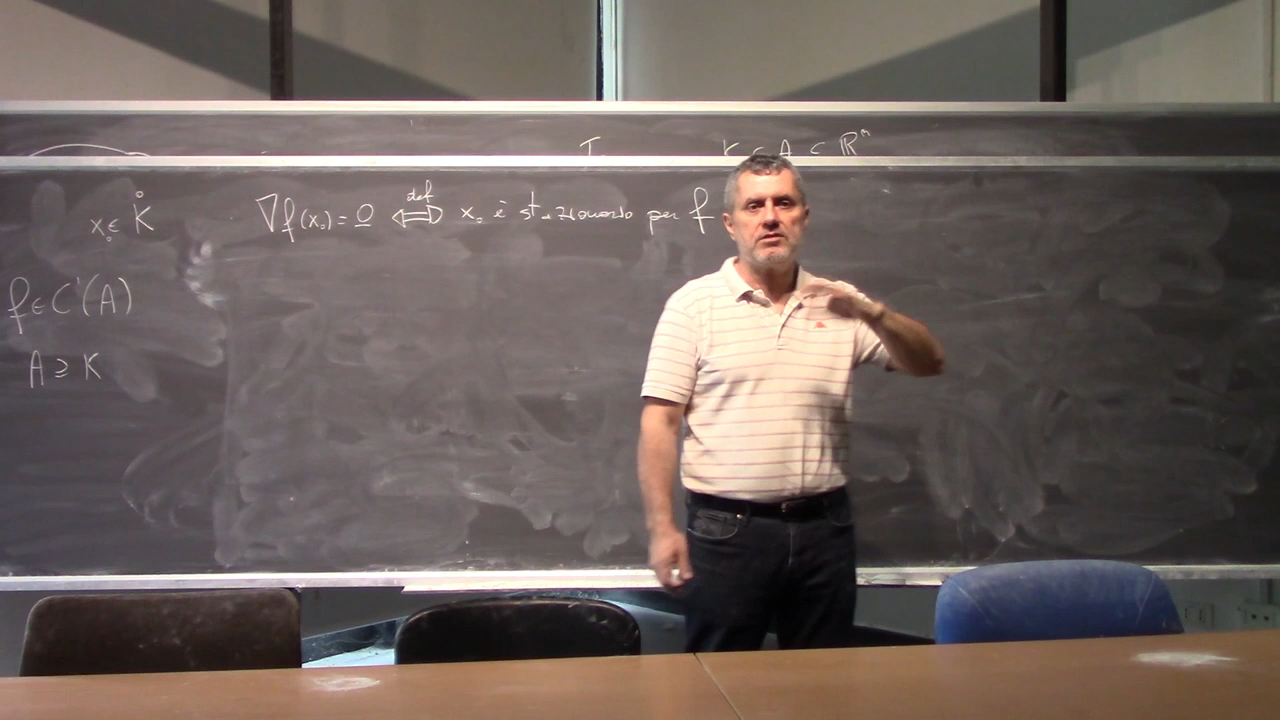 ⊂ ℝⁿ
x₀ ∈ K̊ ∇f(x₀) = 0 ⟺ def x₀ è stazionario per f
f ∈ C¹(A)
A ⊇ K